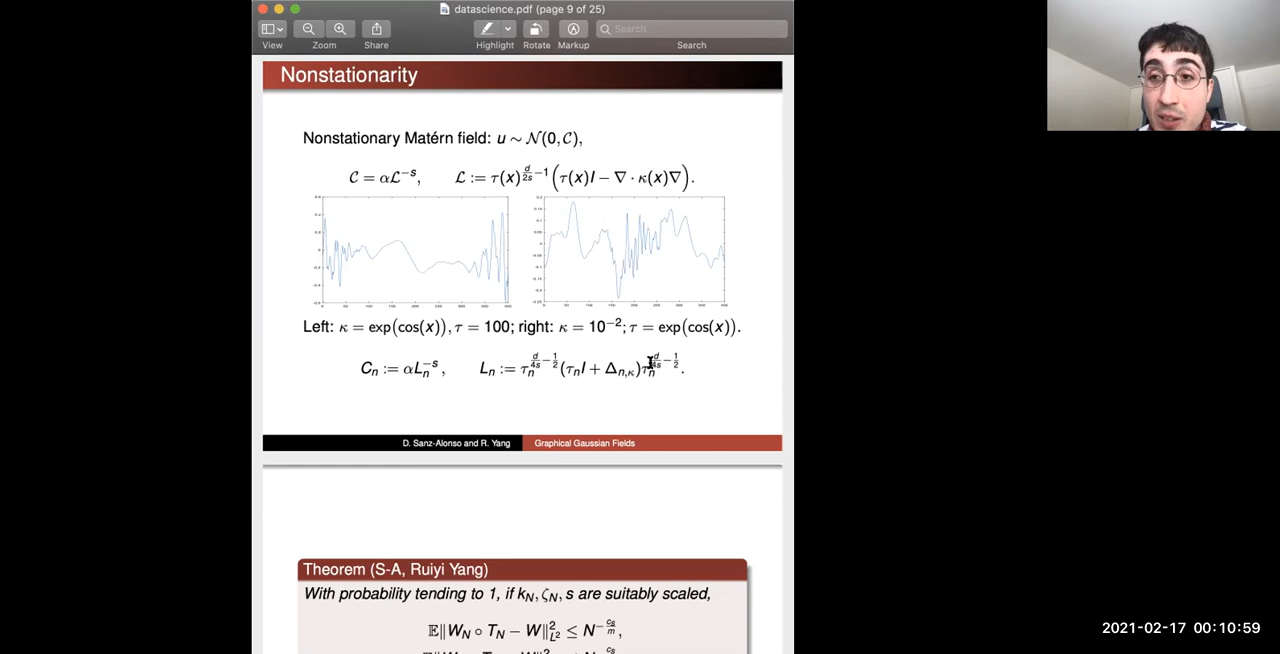 datascience.pdf (page 9 of 25)
View Zoom Share Highlight Rotate Markup Search
Search
Nonstationarity
Nonstationary Matérn field: u ∼ N(0, C),
C = αL^{−s}, L := τ(x)^{d/2s −1}(τ(x)I − ∇ · κ(x)∇).
Left: κ = exp(cos(x)), τ = 100; right: κ = 10^{−2}; τ = exp(cos(x)).
C_n := αL_n^{−s}, L_n := τ_n^{d/4s − 1/2}(τ_n I + Δ_{n,κ})τ_n^{d/4s − 1/2}.
D. Sanz-Alonso and R. Yang Graphical Gaussian Fields
Theorem (S-A, Ruiyi Yang)
With probability tending to 1, if k_N, ζ_N, s are suitably scaled,
𝔼‖W_N ∘ T_N − W‖²_{L²} ≤ N^{−c_s/m},
2021-02-17 00:10:59